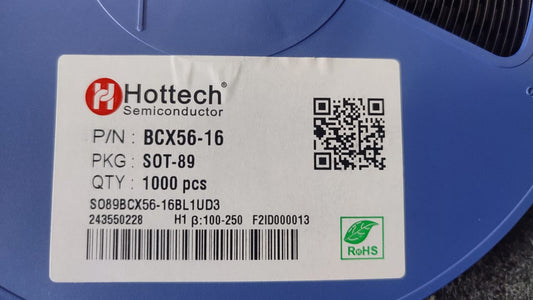 Hottech®
Semiconductor
P/N : BCX56-16
PKG : SOT-89
QTY : 1000 pcs
SO89BCX56-16BL1UD3
243550228 H1 β:100-250 F2ID000013
RoHS